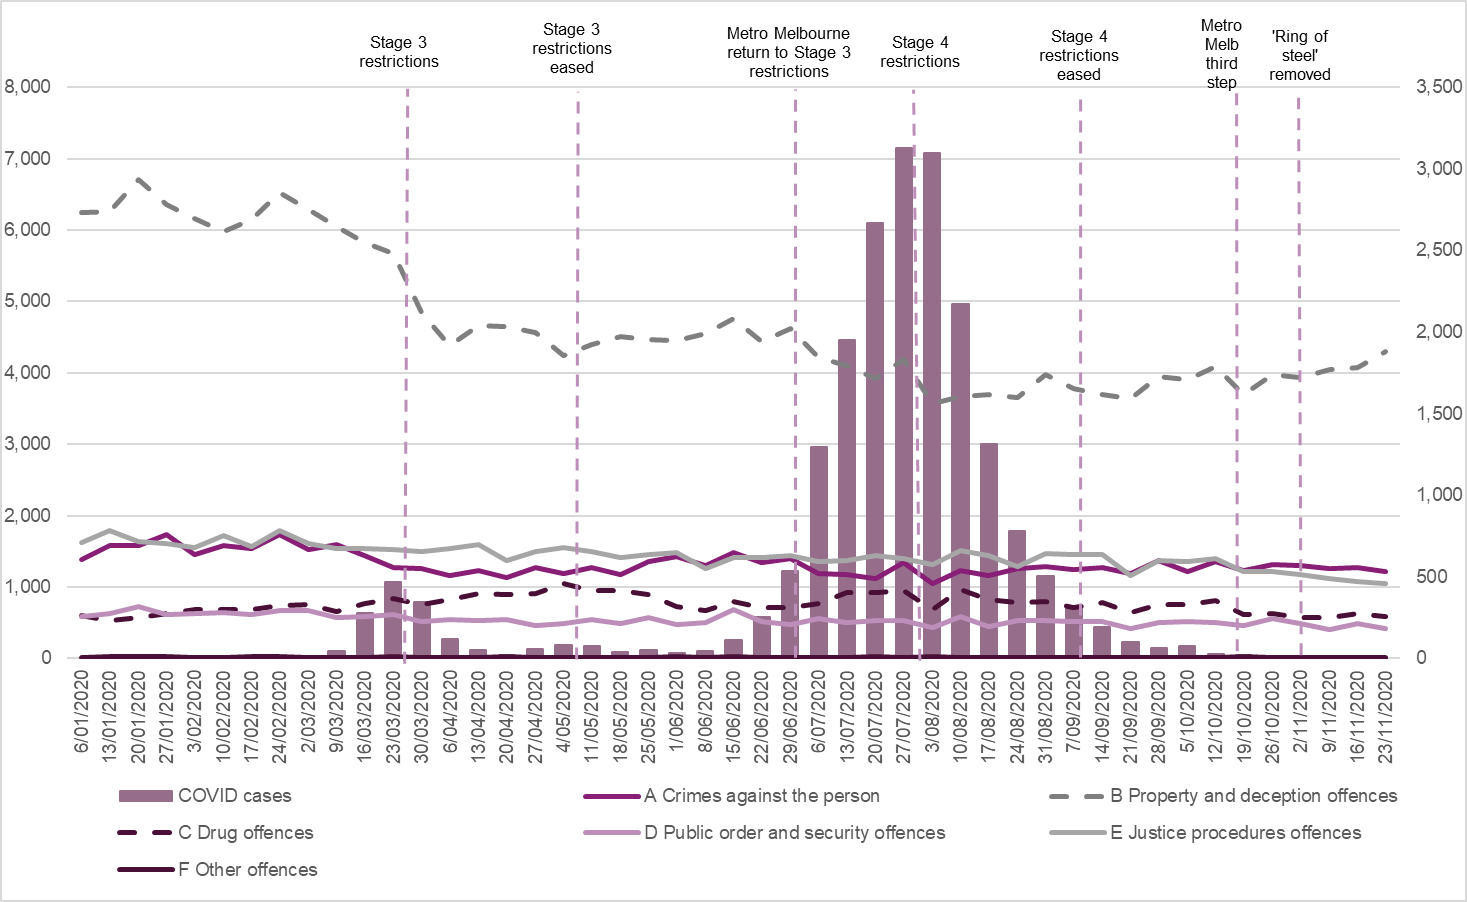 Stage 3
restrictions
Stage 3
restrictions
eased
Metro Melbourne
return to Stage 3
restrictions
Stage 4
restrictions
Stage 4
restrictions
eased
Metro
Melb
third
step
'Ring of
steel'
removed
8,000
7,000
6,000
5,000
4,000
3,000
2,000
1,000
0
3,500
3,000
2,500
2,000
1,500
1,000
500
0
6/01/2020
13/01/2020
20/01/2020
27/01/2020
3/02/2020
10/02/2020
17/02/2020
24/02/2020
2/03/2020
9/03/2020
16/03/2020
23/03/2020
30/03/2020
6/04/2020
13/04/2020
20/04/2020
27/04/2020
4/05/2020
11/05/2020
18/05/2020
25/05/2020
1/06/2020
8/06/2020
15/06/2020
22/06/2020
29/06/2020
6/07/2020
13/07/2020
20/07/2020
27/07/2020
3/08/2020
10/08/2020
17/08/2020
24/08/2020
31/08/2020
7/09/2020
14/09/2020
21/09/2020
28/09/2020
5/10/2020
12/10/2020
19/10/2020
26/10/2020
2/11/2020
9/11/2020
16/11/2020
23/11/2020
COVID cases
A Crimes against the person
B Property and deception offences
C Drug offences
D Public order and security offences
E Justice procedures offences
F Other offences